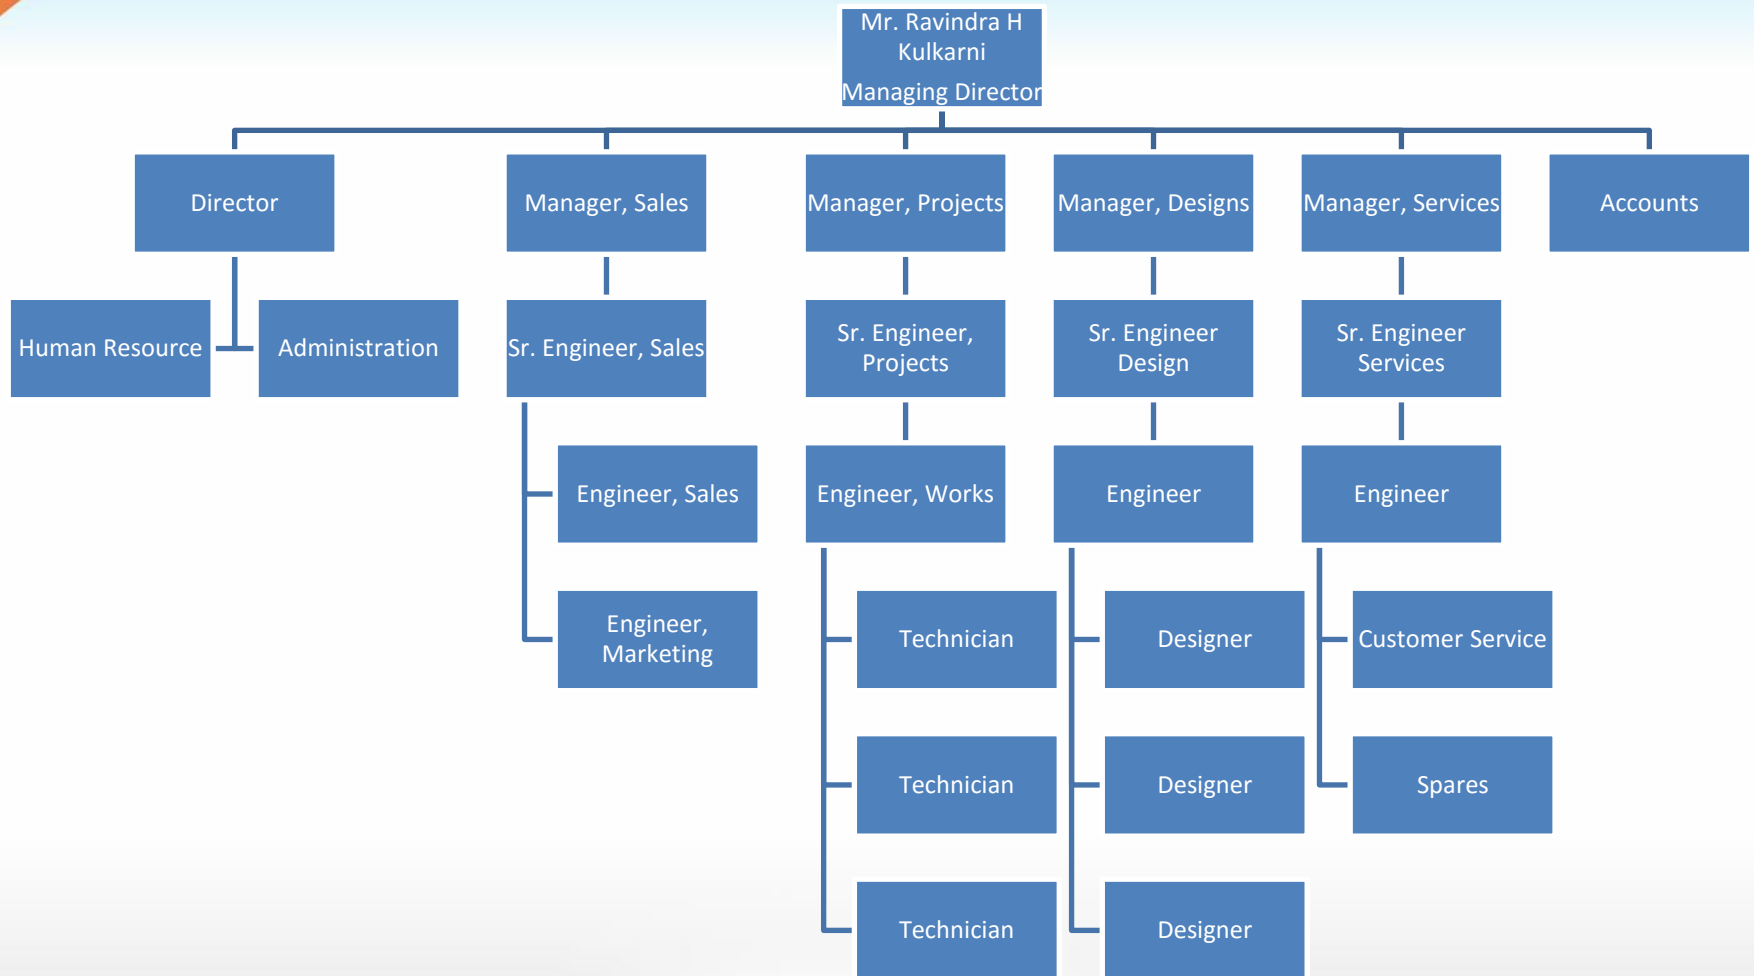 Mr. Ravindra H
Kulkarni
Managing Director
Director
Manager, Sales
Manager, Projects
Manager, Designs
Manager, Services
Accounts
Human Resource
Administration
Sr. Engineer, Sales
Sr. Engineer,
Projects
Sr. Engineer
Design
Sr. Engineer
Services
Engineer, Sales
Engineer, Works
Engineer
Engineer
Engineer,
Marketing
Technician
Designer
Customer Service
Technician
Designer
Spares
Technician
Designer